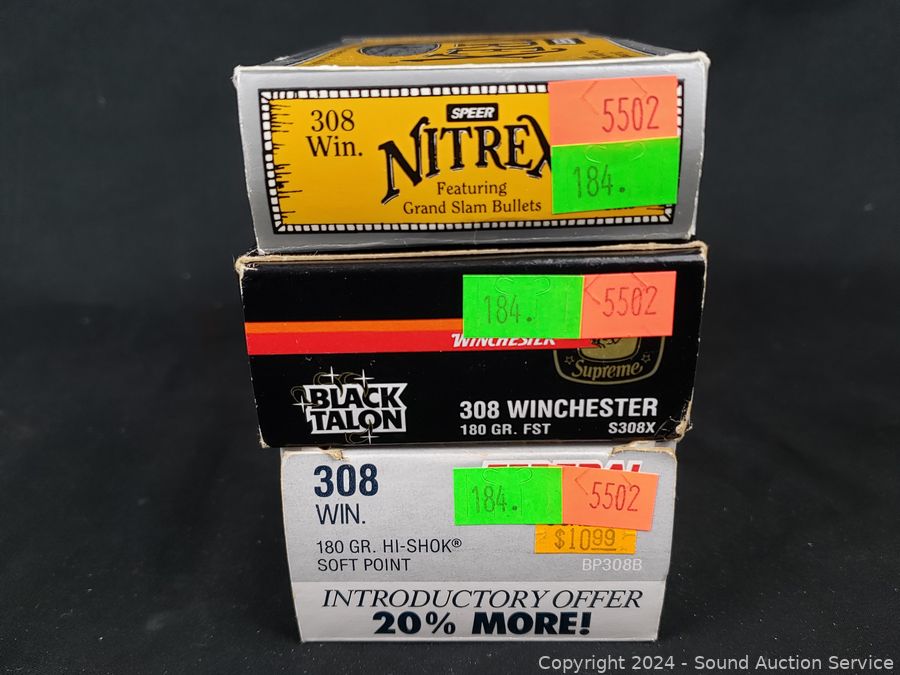 308
Win.
SPEER
NITREX
Featuring
Grand Slam Bullets
5502
184.
184.
5502
WINCHESTER
Supreme
BLACK
TALON
308 WINCHESTER
180 GR. FST S308X
308
WIN.
FEDERAL
184.
5502
$10.99
180 GR. HI-SHOK®
SOFT POINT
BP308B
INTRODUCTORY OFFER
20% MORE!
Copyright 2024 - Sound Auction Service